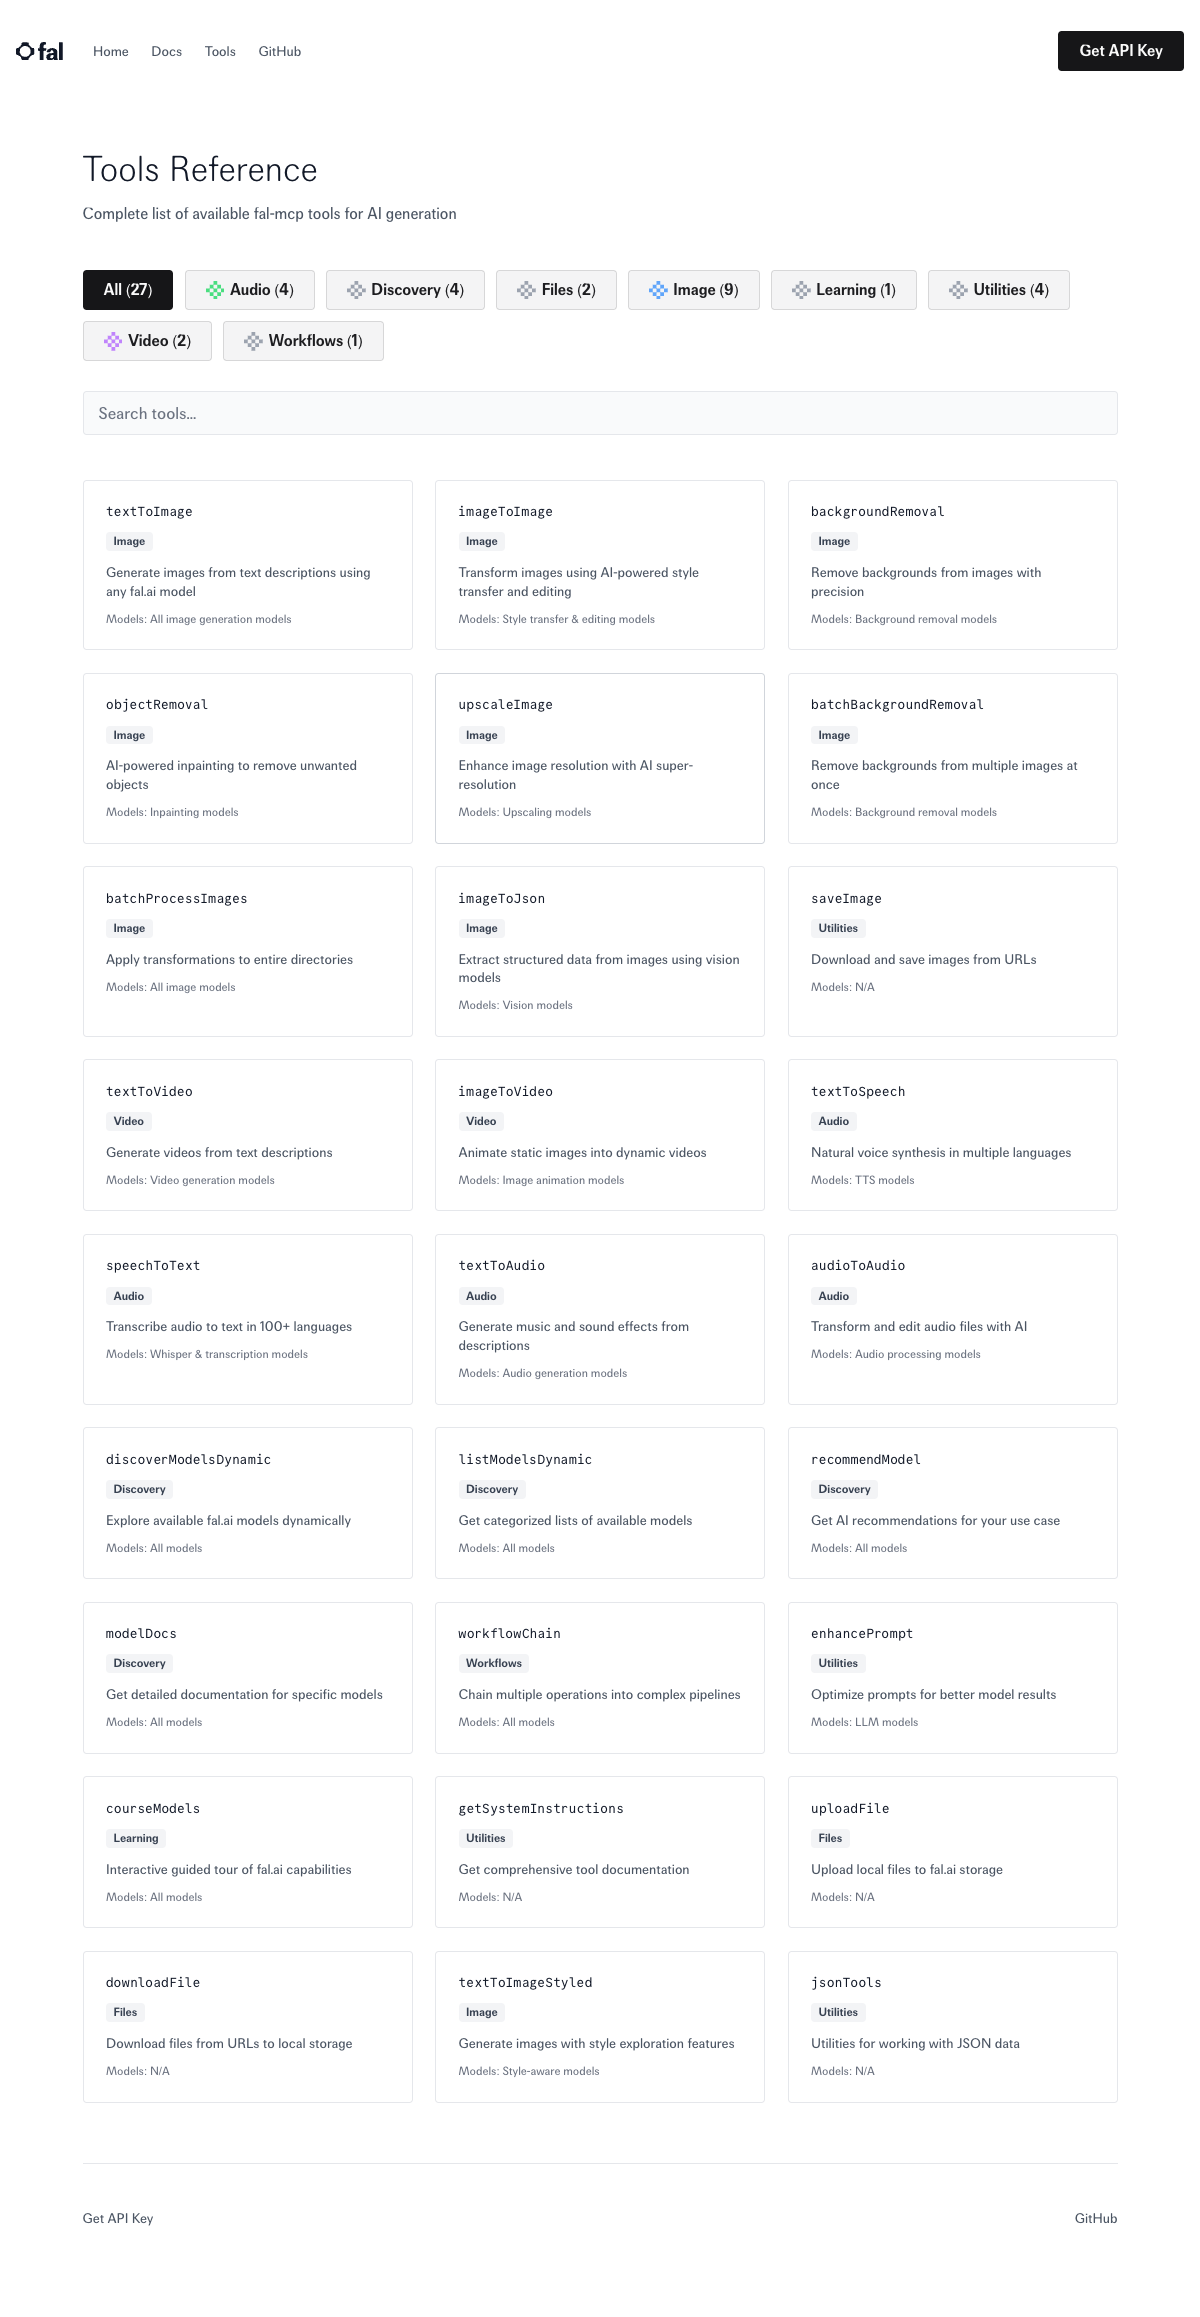 fal
Home
Docs
Tools
GitHub
Get API Key
Tools Reference
Complete list of available fal-mcp tools for AI generation
All (27)
Audio (4)
Discovery (4)
Files (2)
Image (9)
Learning (1)
Utilities (4)
Video (2)
Workflows (1)
Search tools...
textToImage
Image
Generate images from text descriptions using
any fal.ai model
Models: All image generation models
imageToImage
Image
Transform images using AI-powered style
transfer and editing
Models: Style transfer & editing models
backgroundRemoval
Image
Remove backgrounds from images with
precision
Models: Background removal models
objectRemoval
Image
AI-powered inpainting to remove unwanted
objects
Models: Inpainting models
upscaleImage
Image
Enhance image resolution with AI super-
resolution
Models: Upscaling models
batchBackgroundRemoval
Image
Remove backgrounds from multiple images at
once
Models: Background removal models
batchProcessImages
Image
Apply transformations to entire directories
Models: All image models
imageToJson
Image
Extract structured data from images using vision
models
Models: Vision models
saveImage
Utilities
Download and save images from URLs
Models: N/A
textToVideo
Video
Generate videos from text descriptions
Models: Video generation models
imageToVideo
Video
Animate static images into dynamic videos
Models: Image animation models
textToSpeech
Audio
Natural voice synthesis in multiple languages
Models: TTS models
speechToText
Audio
Transcribe audio to text in 100+ languages
Models: Whisper & transcription models
textToAudio
Audio
Generate music and sound effects from
descriptions
Models: Audio generation models
audioToAudio
Audio
Transform and edit audio files with AI
Models: Audio processing models
discoverModelsDynamic
Discovery
Explore available fal.ai models dynamically
Models: All models
listModelsDynamic
Discovery
Get categorized lists of available models
Models: All models
recommendModel
Discovery
Get AI recommendations for your use case
Models: All models
modelDocs
Discovery
Get detailed documentation for specific models
Models: All models
workflowChain
Workflows
Chain multiple operations into complex pipelines
Models: All models
enhancePrompt
Utilities
Optimize prompts for better model results
Models: LLM models
courseModels
Learning
Interactive guided tour of fal.ai capabilities
Models: All models
getSystemInstructions
Utilities
Get comprehensive tool documentation
Models: N/A
uploadFile
Files
Upload local files to fal.ai storage
Models: N/A
downloadFile
Files
Download files from URLs to local storage
Models: N/A
textToImageStyled
Image
Generate images with style exploration features
Models: Style-aware models
jsonTools
Utilities
Utilities for working with JSON data
Models: N/A
Get API Key
GitHub